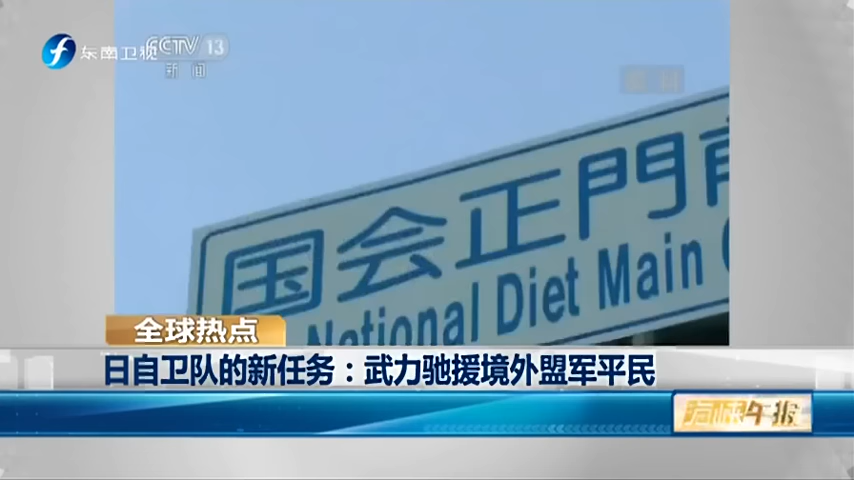 东南卫视
CCTV 13
新闻
国会正門前
National Diet Main
全球热点
日自卫队的新任务：武力驰援境外盟军平民
午报